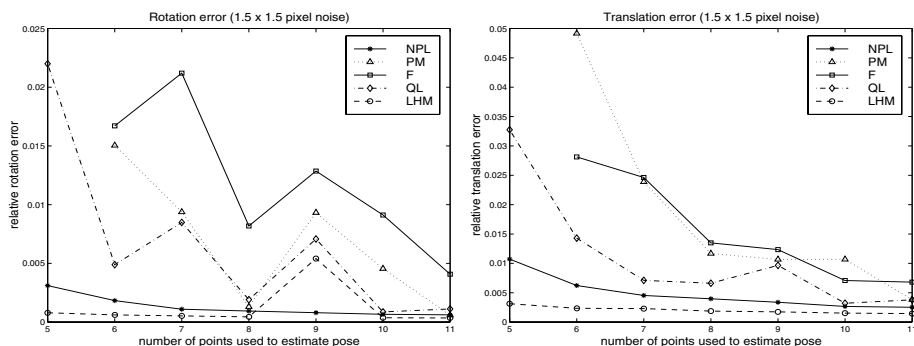 Rotation error (1.5 x 1.5 pixel noise)
0.025
0.02
0.015
0.01
0.005
0
5 6 7 8 9 10 11
relative rotation error
number of points used to estimate pose
NPL
PM
F
QL
LHM
Translation error (1.5 x 1.5 pixel noise)
0.05
0.045
0.04
0.035
0.03
0.025
0.02
0.015
0.01
0.005
0
5 6 7 8 9 10 11
relative translation error
number of points used to estimate pose
NPL
PM
F
QL
LHM